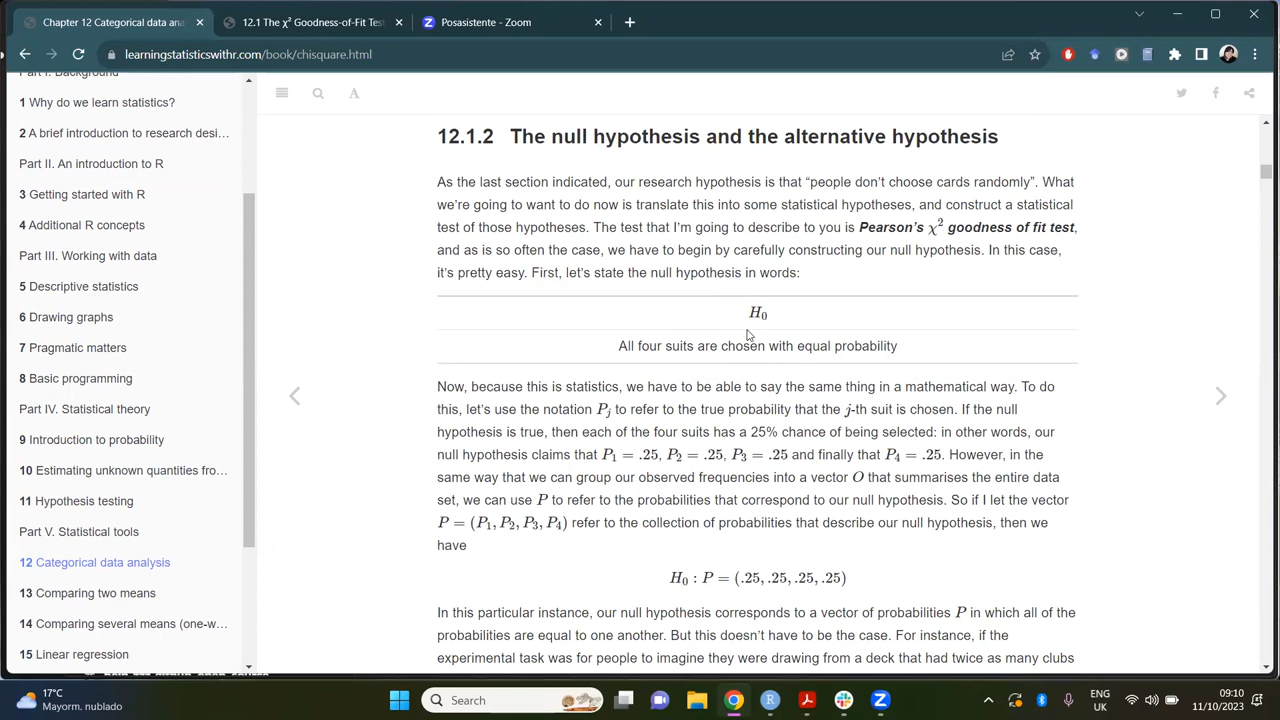 Chapter 12 Categorical data ana
12.1 The χ² Goodness-of-Fit Test
Posasistente - Zoom
learningstatisticswithr.com/book/chisquare.html
Part I. Background
1 Why do we learn statistics?
2 A brief introduction to research desi…
Part II. An introduction to R
3 Getting started with R
4 Additional R concepts
Part III. Working with data
5 Descriptive statistics
6 Drawing graphs
7 Pragmatic matters
8 Basic programming
Part IV. Statistical theory
9 Introduction to probability
10 Estimating unknown quantities fro…
11 Hypothesis testing
Part V. Statistical tools
12 Categorical data analysis
13 Comparing two means
14 Comparing several means (one-w…
15 Linear regression
A
12.1.2 The null hypothesis and the alternative hypothesis
As the last section indicated, our research hypothesis is that “people don’t choose cards randomly”. What
we’re going to want to do now is translate this into some statistical hypotheses, and construct a statistical
test of those hypotheses. The test that I’m going to describe to you is Pearson’s χ² goodness of fit test,
and as is so often the case, we have to begin by carefully constructing our null hypothesis. In this case,
it’s pretty easy. First, let’s state the null hypothesis in words:
H₀
All four suits are chosen with equal probability
Now, because this is statistics, we have to be able to say the same thing in a mathematical way. To do
this, let’s use the notation Pⱼ to refer to the true probability that the j-th suit is chosen. If the null
hypothesis is true, then each of the four suits has a 25% chance of being selected: in other words, our
null hypothesis claims that P₁ = .25, P₂ = .25, P₃ = .25 and finally that P₄ = .25. However, in the
same way that we can group our observed frequencies into a vector O that summarises the entire data
set, we can use P to refer to the probabilities that correspond to our null hypothesis. So if I let the vector
P = (P₁, P₂, P₃, P₄) refer to the collection of probabilities that describe our null hypothesis, then we
have
H₀ : P = (.25, .25, .25, .25)
In this particular instance, our null hypothesis corresponds to a vector of probabilities P in which all of the
probabilities are equal to one another. But this doesn’t have to be the case. For instance, if the
experimental task was for people to imagine they were drawing from a deck that had twice as many clubs
17°C
Mayorm. nublado
Search
ENG
UK
09:10
11/10/2023